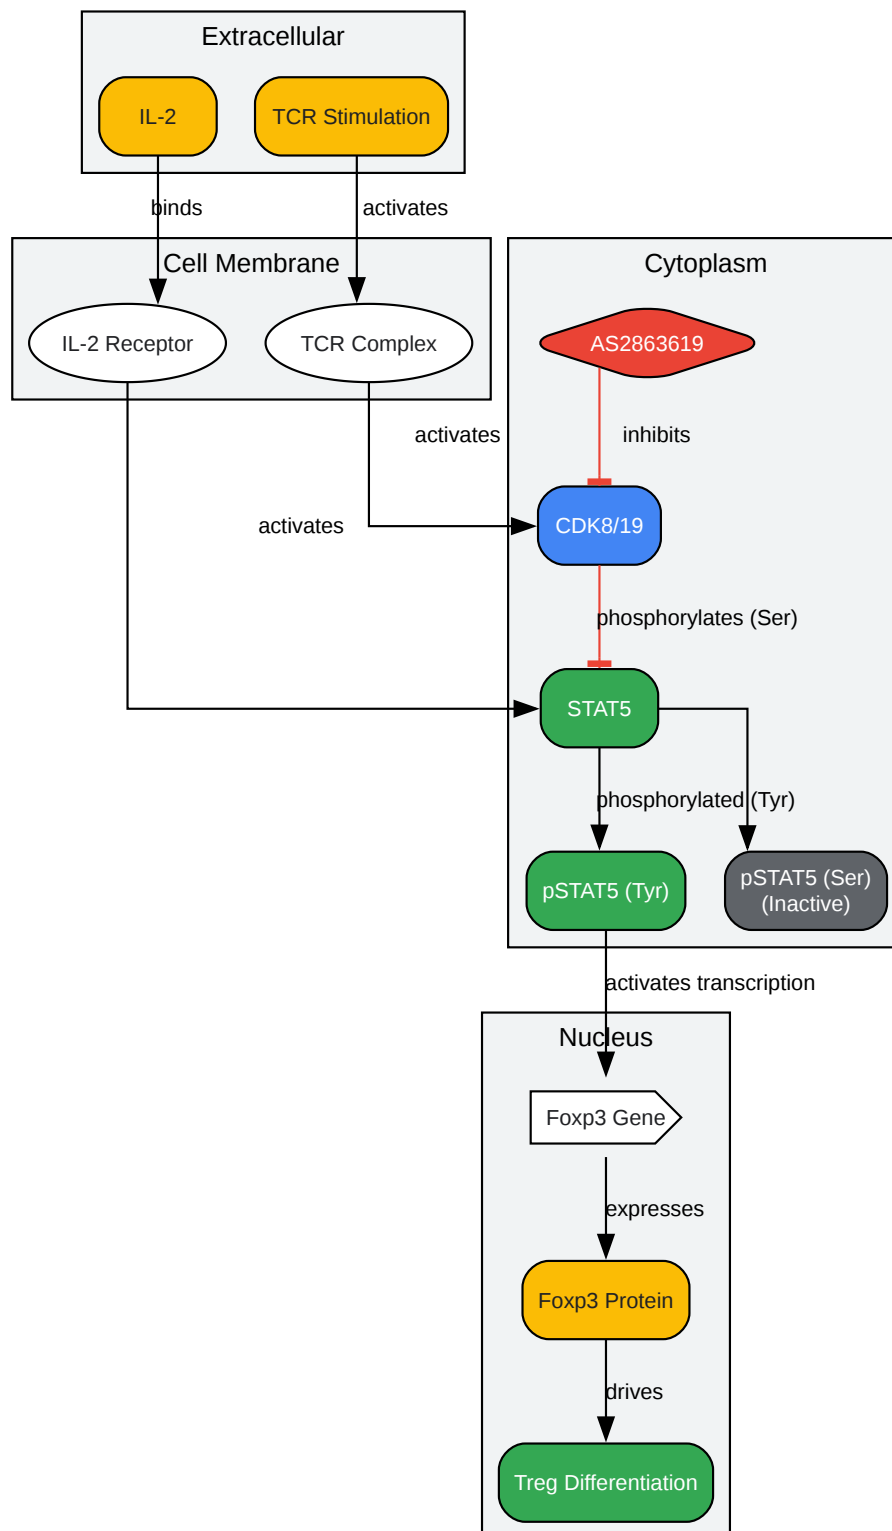 Extracellular
IL-2
TCR Stimulation
binds
activates
Cell Membrane
Cytoplasm
IL-2 Receptor
TCR Complex
AS2863619
activates
inhibits
activates
CDK8/19
phosphorylates (Ser)
STAT5
phosphorylated (Tyr)
pSTAT5 (Tyr)
pSTAT5 (Ser)
(Inactive)
activates transcription
Nucleus
Foxp3 Gene
expresses
Foxp3 Protein
drives
Treg Differentiation